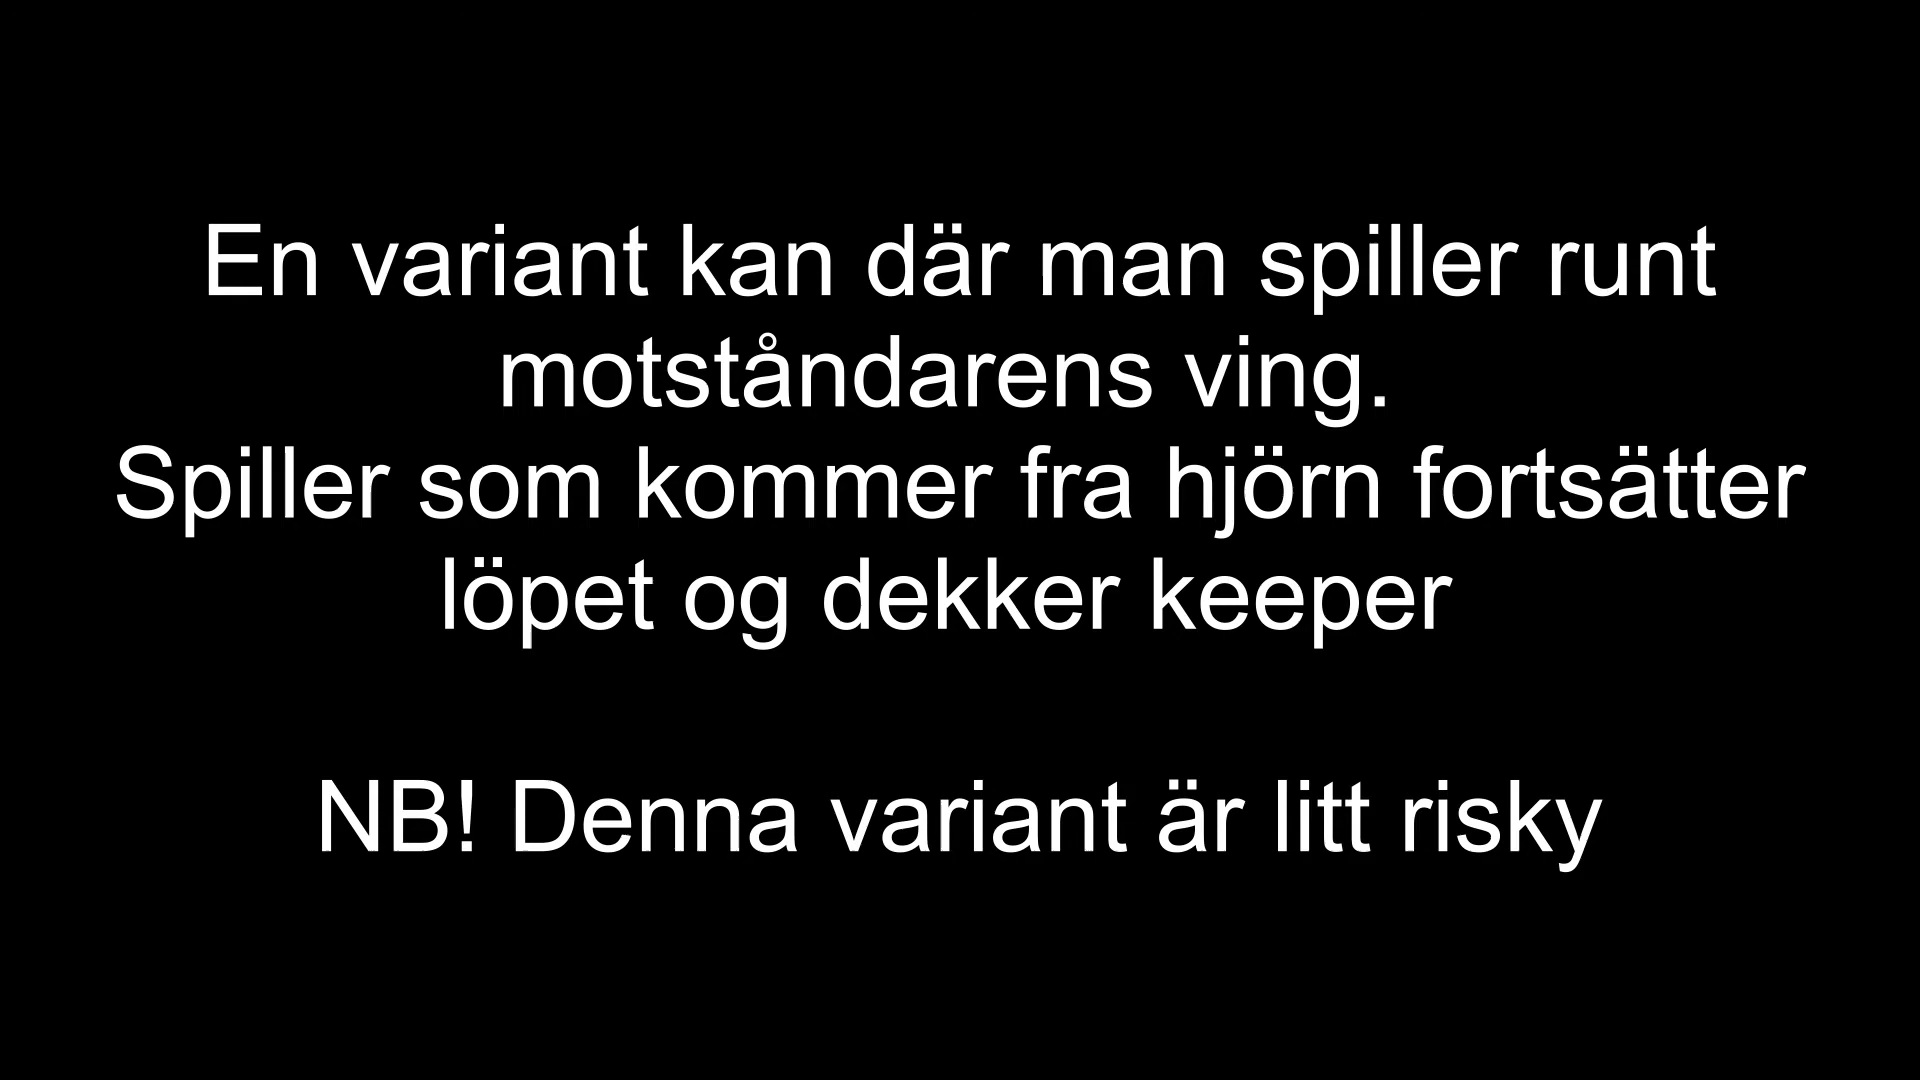 En variant kan där man spiller runt
motståndarens ving.
Spiller som kommer fra hjörn fortsätter
löpet og dekker keeper
NB! Denna variant är litt risky